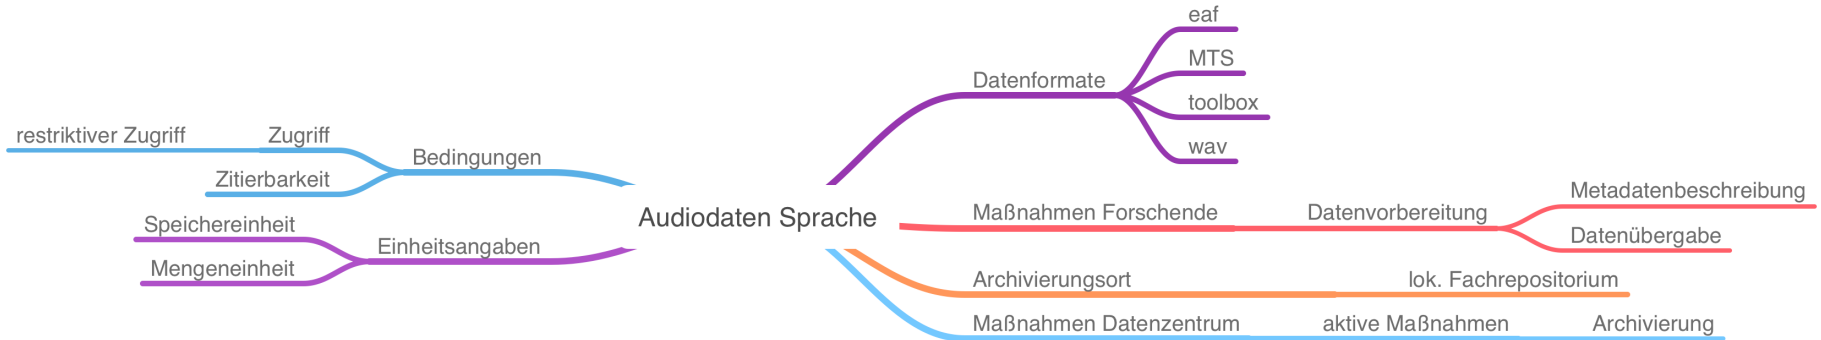 eaf
MTS
Datenformate
toolbox
wav
restriktiver Zugriff
Zugriff
Bedingungen
Zitierbarkeit
Speichereinheit
Einheitsangaben
Mengeneinheit
Audiodaten Sprache
Maßnahmen Forschende
Datenvorbereitung
Metadatenbeschreibung
Datenübergabe
Archivierungsort
lok. Fachrepositorium
Maßnahmen Datenzentrum
aktive Maßnahmen
Archivierung